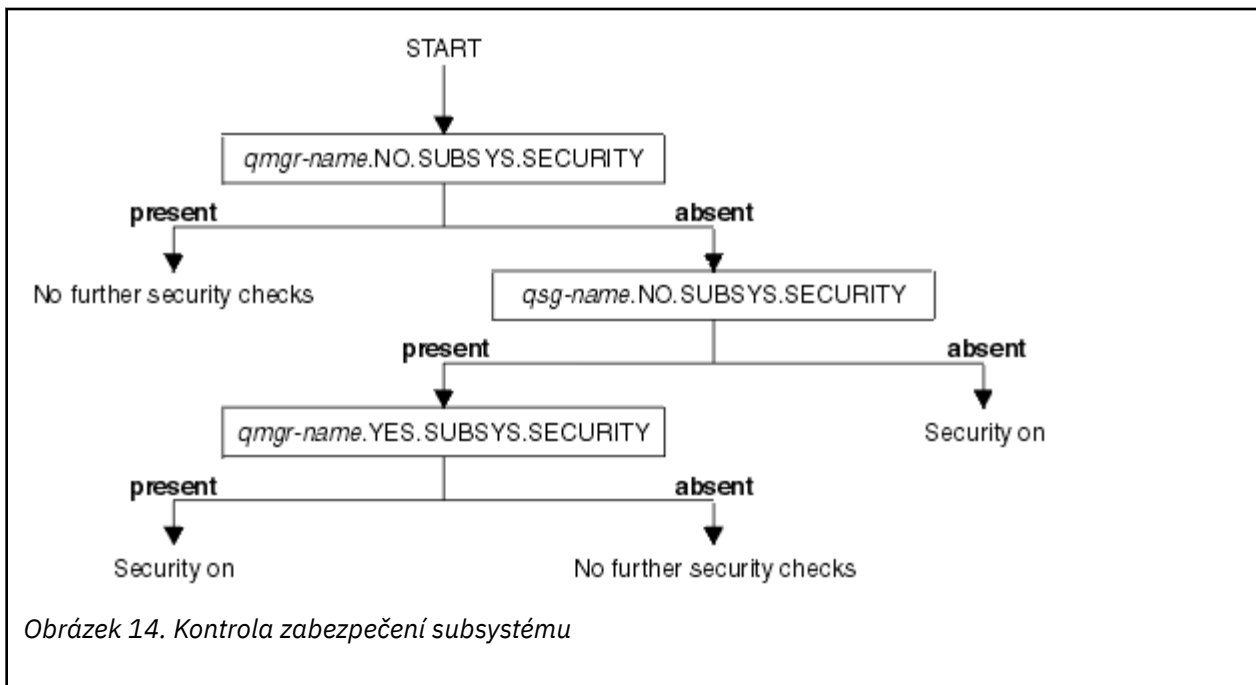 START
qmgr-name.NO.SUBSYS.SECURITY
present absent
No further security checks
qsg-name.NO.SUBSYS.SECURITY
present absent
qmgr-name.YES.SUBSYS.SECURITY
Security on
present absent
Security on No further security checks
Obrázek 14. Kontrola zabezpečení subsystému